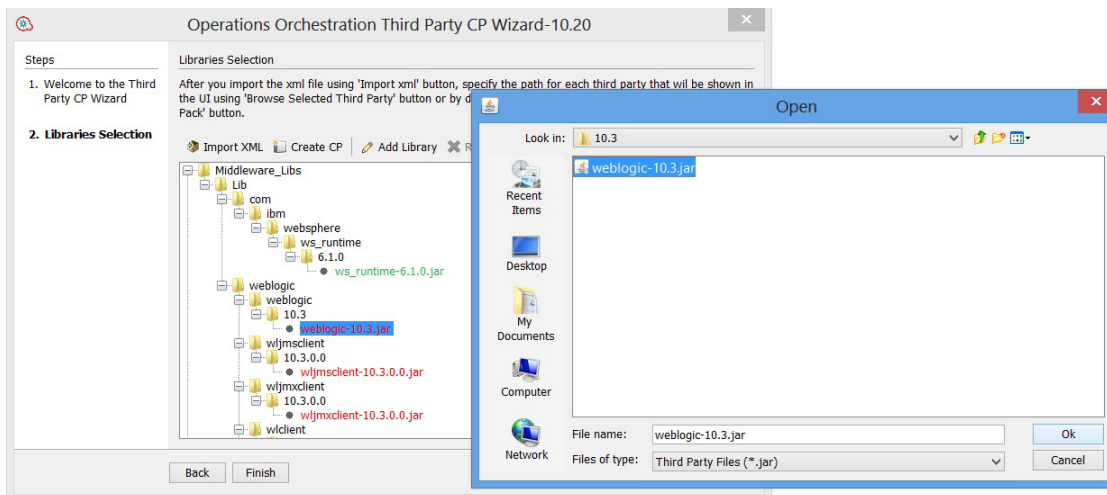 Operations Orchestration Third Party CP Wizard-10.20
Steps
1. Welcome to the Third
Party CP Wizard
2. Libraries Selection
Libraries Selection
After you import the xml file using 'Import xml' button, specify the path for each third party that wil be shown in
the UI using 'Browse Selected Third Party' button or by d
Pack' button.
Import XML Create CP Add Library R
Middleware_Libs
Lib
com
ibm
websphere
ws_runtime
6.1.0
ws_runtime-6.1.0.jar
weblogic
weblogic
10.3
weblogic-10.3.jar
wljmsclient
10.3.0.0
wljmsclient-10.3.0.0.jar
wljmxclient
10.3.0.0
wljmxclient-10.3.0.0.jar
wlclient
Back Finish
Open
Look in: 10.3
weblogic-10.3.jar
Recent
Items
Desktop
My
Documents
Computer
Network
File name: weblogic-10.3.jar Ok
Files of type: Third Party Files (*.jar) Cancel